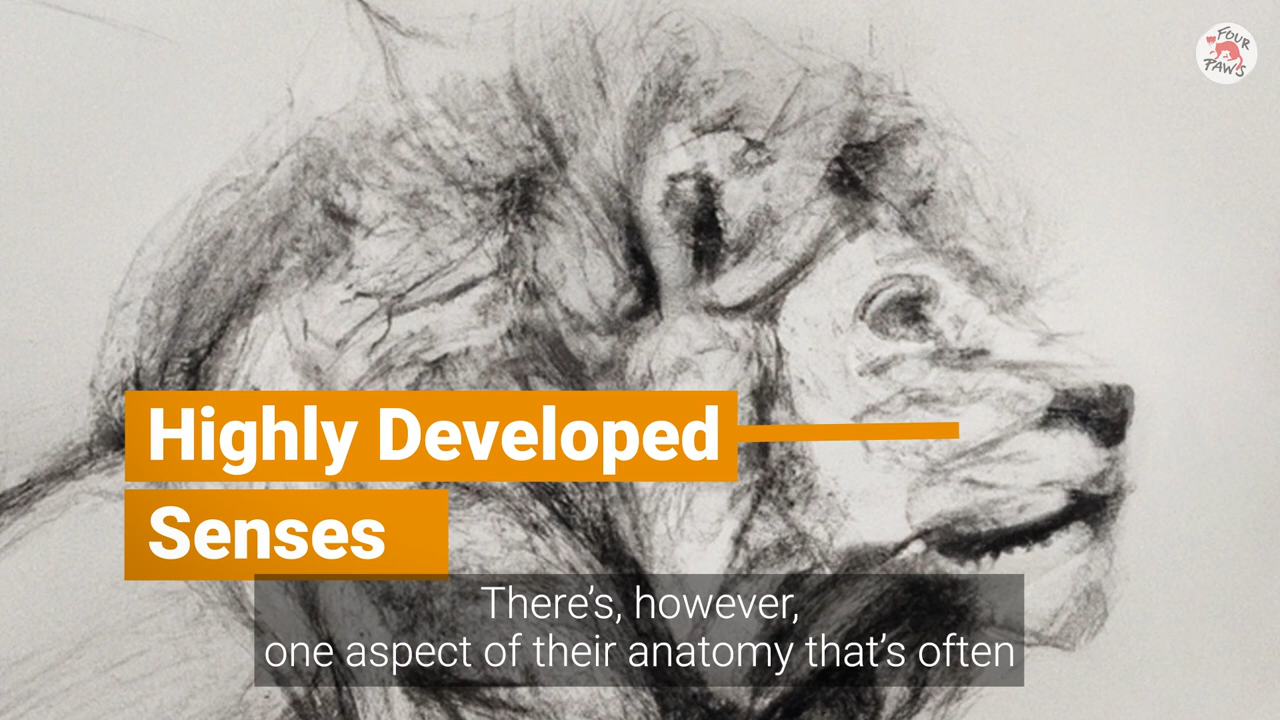 FOUR
PAWS
Highly Developed
Senses
There’s, however,
one aspect of their anatomy that’s often